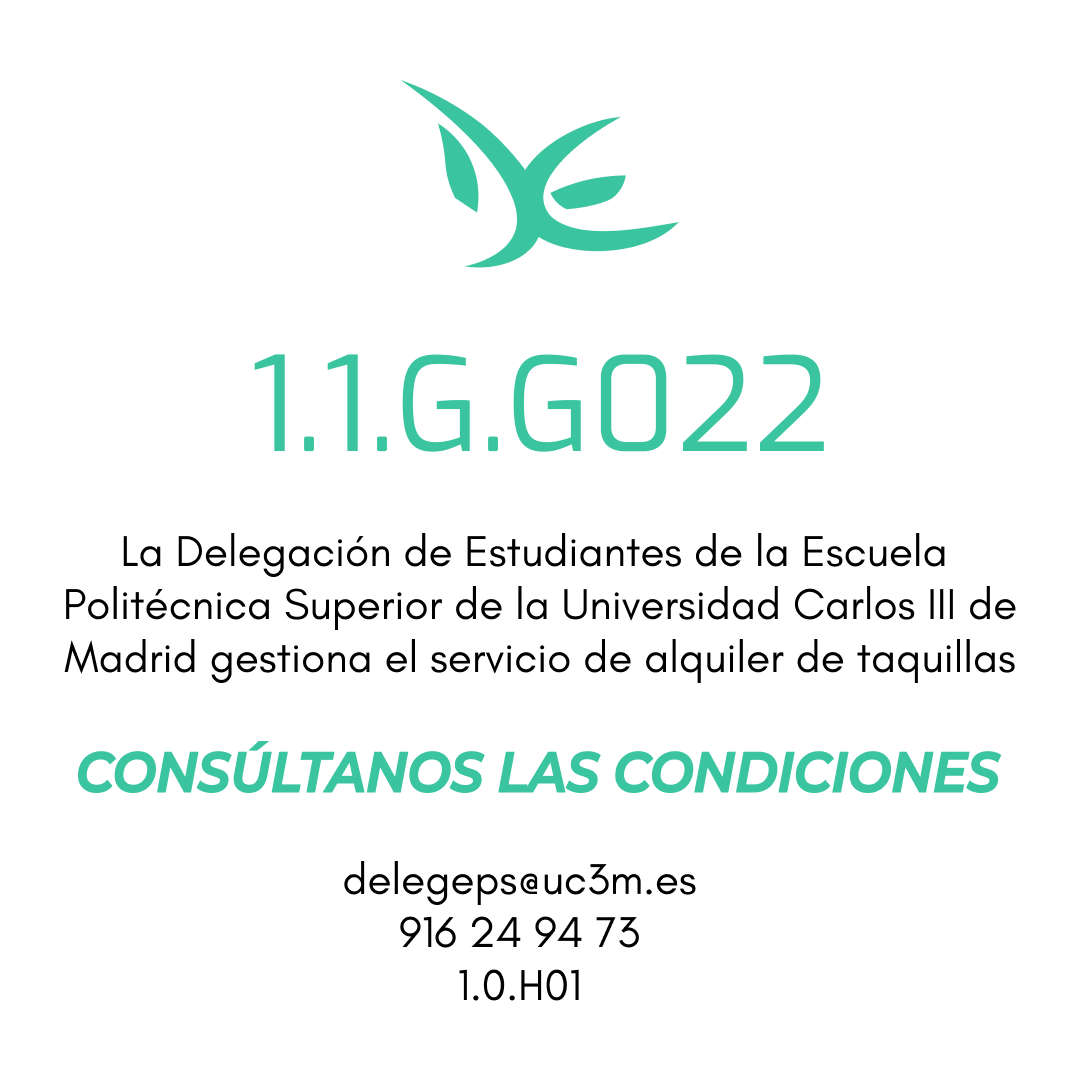 1.1.G.G022
La Delegación de Estudiantes de la Escuela
Politécnica Superior de la Universidad Carlos III de
Madrid gestiona el servicio de alquiler de taquillas
CONSÚLTANOS LAS CONDICIONES
delegeps@uc3m.es
916 24 94 73
1.0.H01